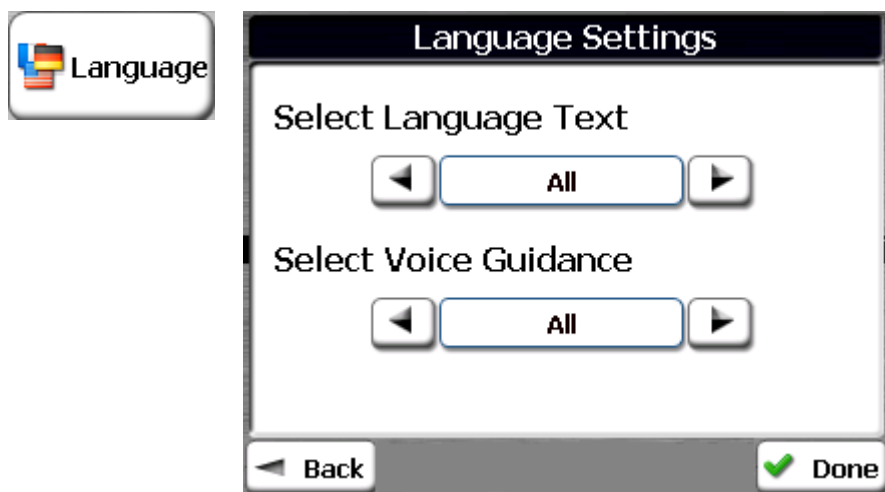 Language
Language Settings
Select Language Text
All
Select Voice Guidance
All
Back
Done